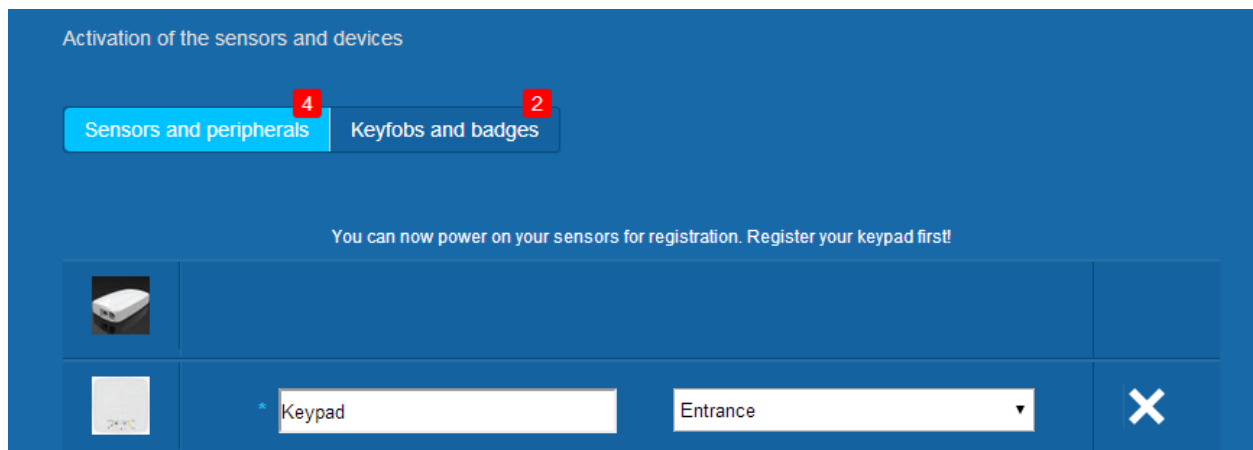 Activation of the sensors and devices
4
2
Sensors and peripherals
Keyfobs and badges
You can now power on your sensors for registration. Register your keypad first!
* Keypad
Entrance